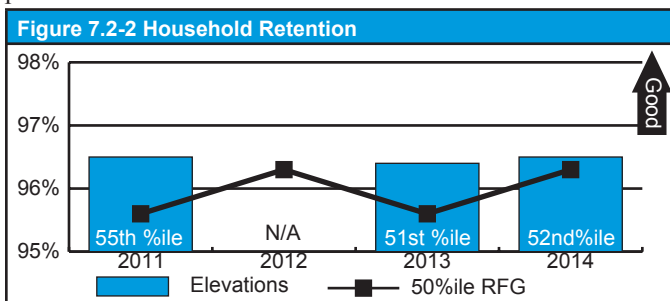 Figure 7.2-2 Household Retention
98%
Good
97%
96%
55th %ile
N/A
51st %ile
52nd%ile
95%
2011
2012
2013
2014
Elevations
50%ile RFG